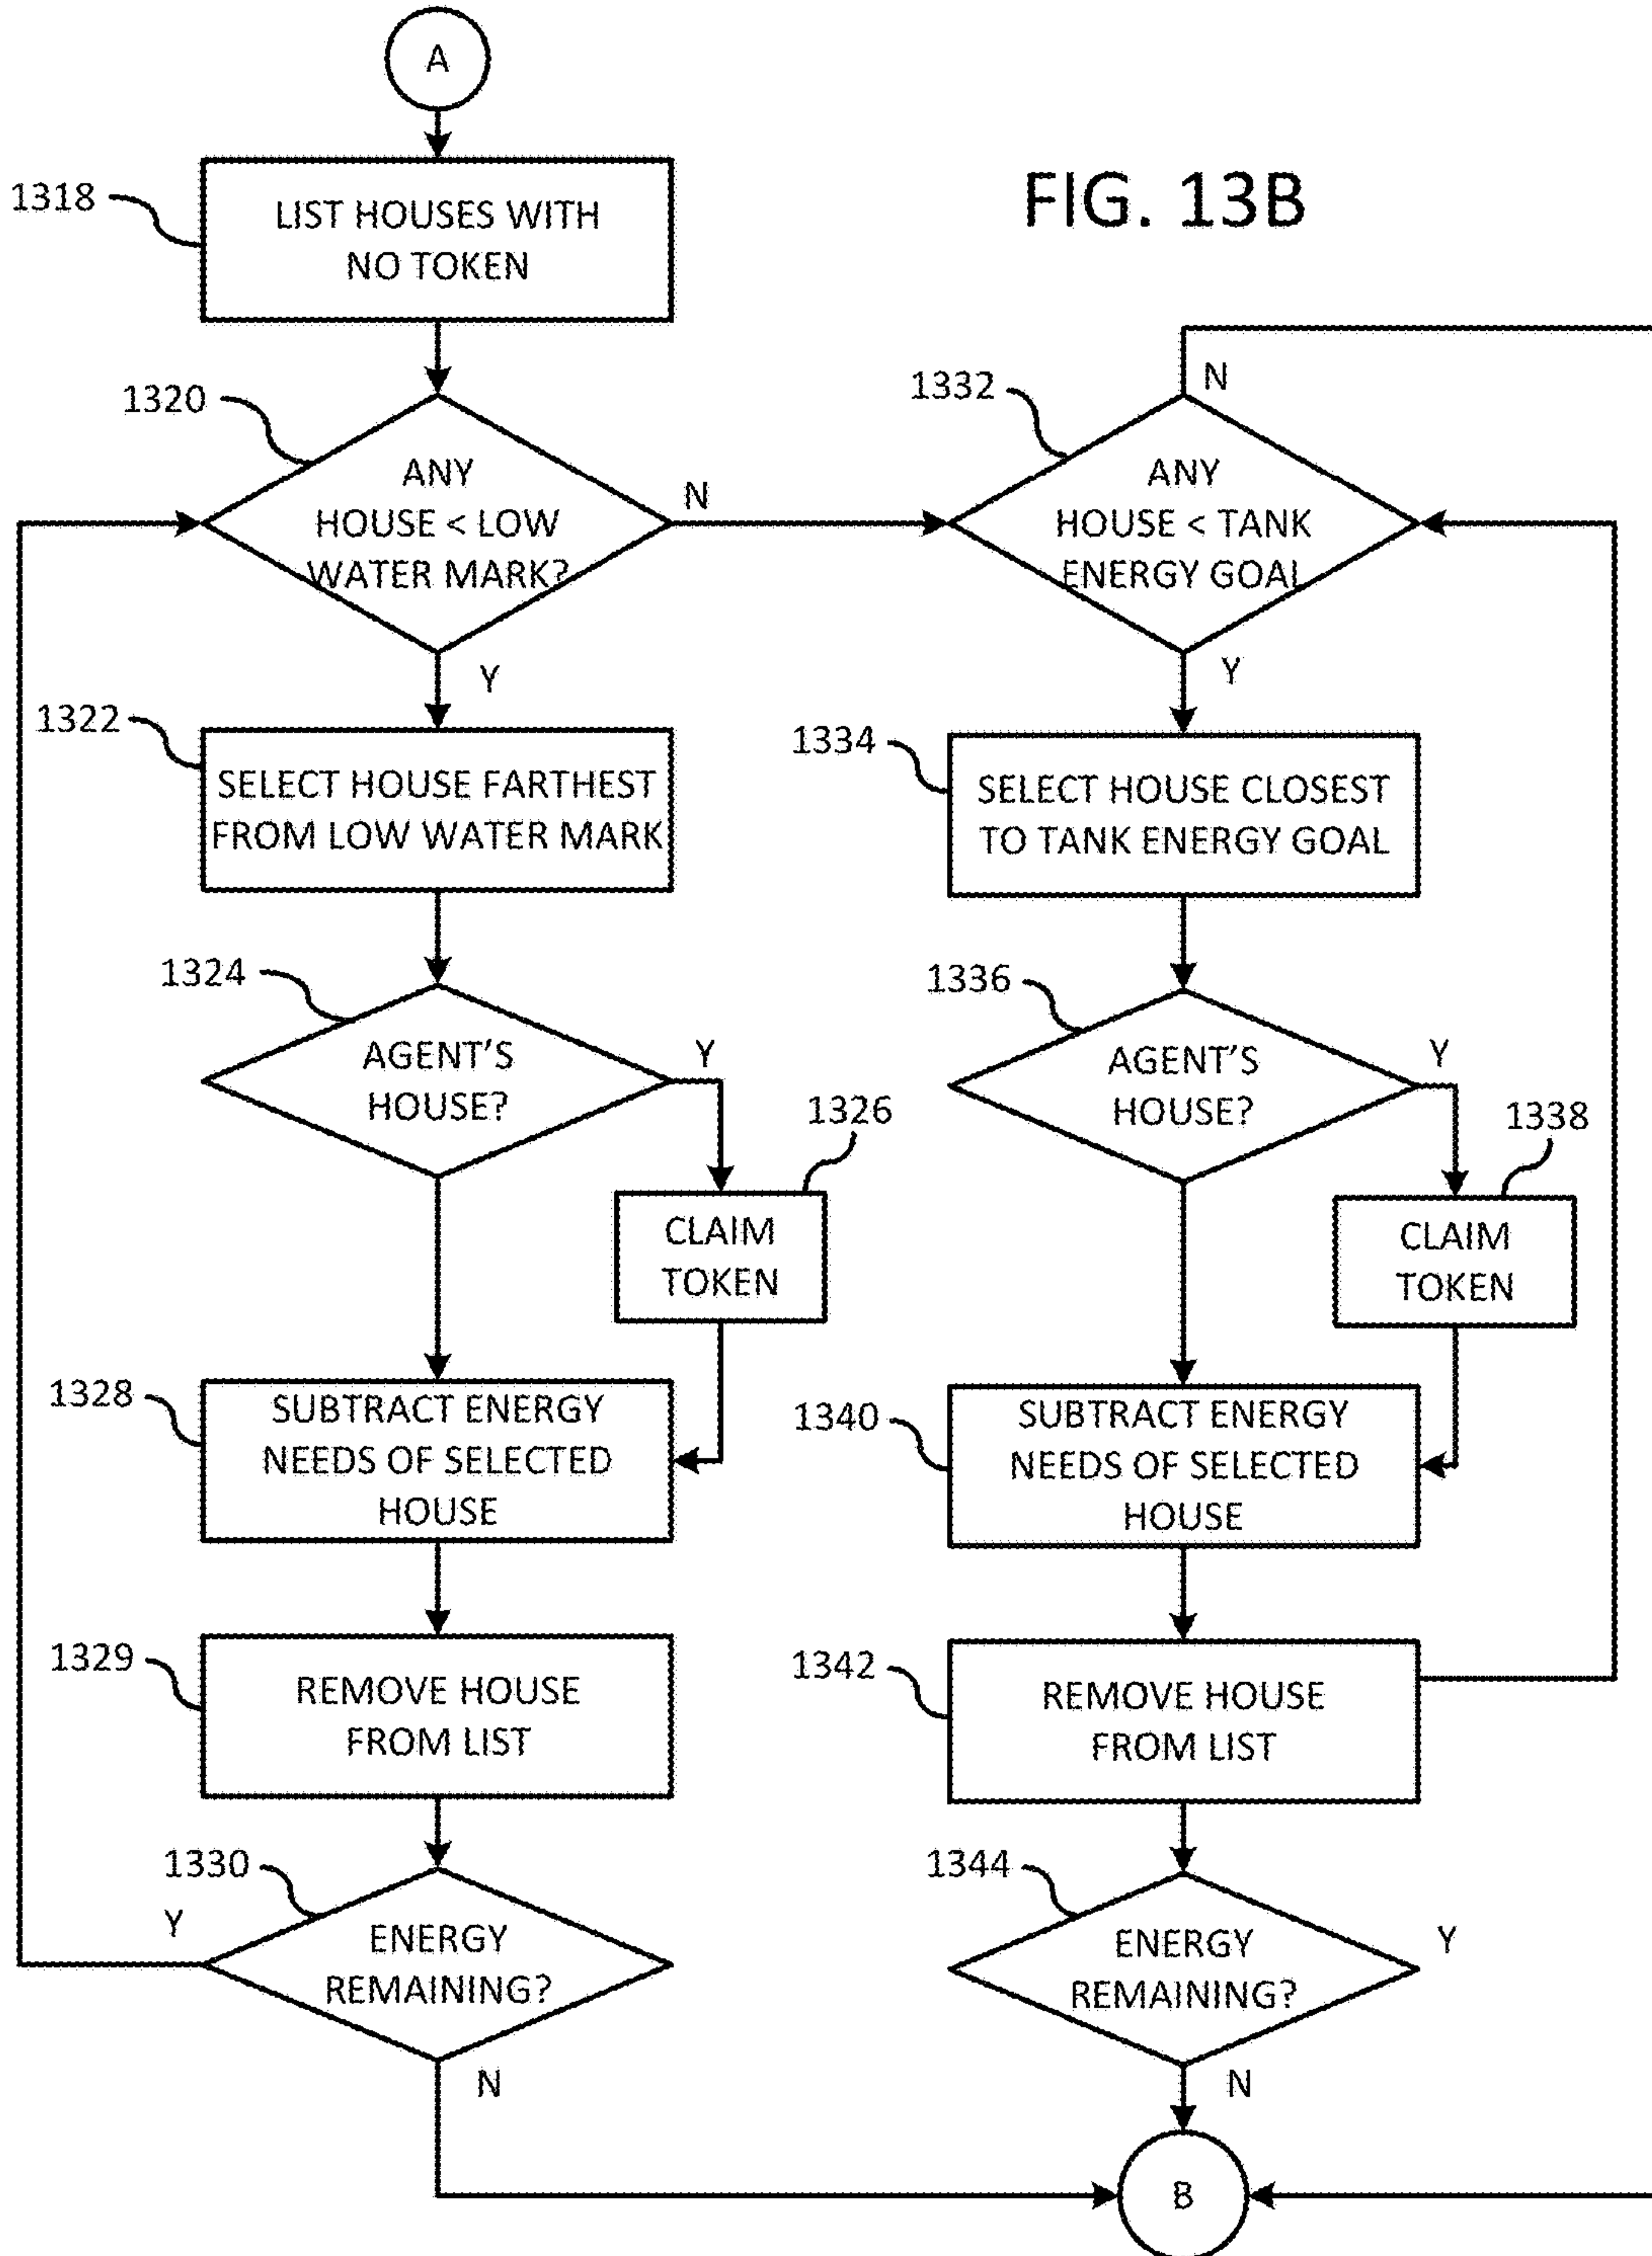 A
1318
LIST HOUSES WITH
NO TOKEN
FIG. 13B
1320
ANY
HOUSE < LOW
WATER MARK?
N
Y
1322
SELECT HOUSE FARTHEST
FROM LOW WATER MARK
1324
AGENT'S
HOUSE?
Y
1326
CLAIM
TOKEN
1328
SUBTRACT ENERGY
NEEDS OF SELECTED
HOUSE
1329
REMOVE HOUSE
FROM LIST
1330
Y
ENERGY
REMAINING?
N
1332
N
ANY
HOUSE < TANK
ENERGY GOAL
Y
1334
SELECT HOUSE CLOSEST
TO TANK ENERGY GOAL
1336
AGENT'S
HOUSE?
Y
1338
CLAIM
TOKEN
1340
SUBTRACT ENERGY
NEEDS OF SELECTED
HOUSE
1342
REMOVE HOUSE
FROM LIST
1344
ENERGY
REMAINING?
Y
N
B